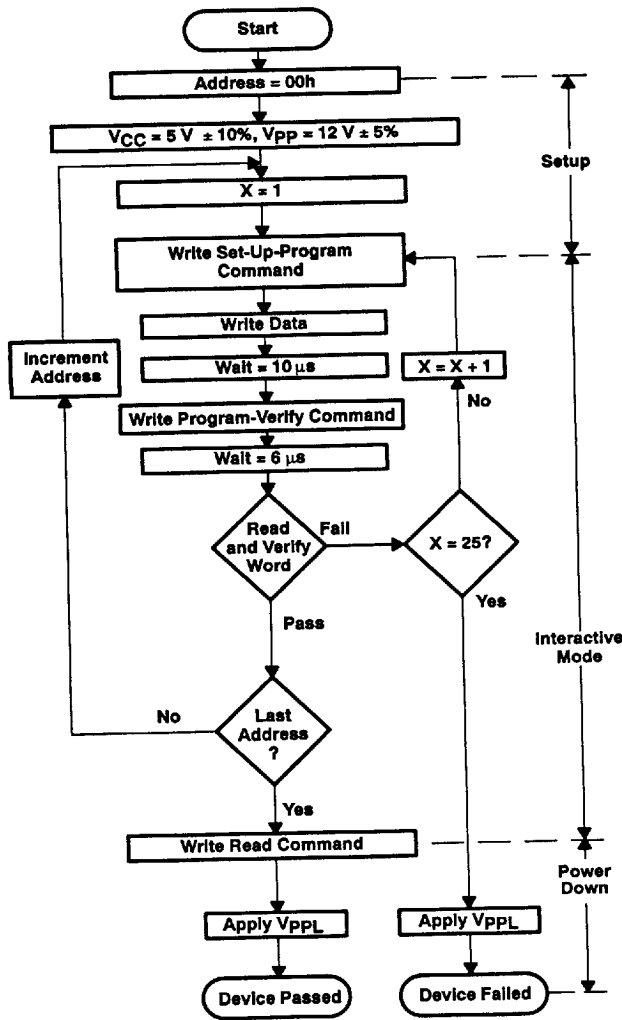 Start
Address = 00h
VCC = 5 V ± 10%, VPP = 12 V ± 5%
Setup
X = 1
Write Set-Up-Program
Command
Write Data
Increment
Address
Wait = 10 µs
X = X + 1
No
Write Program-Verify Command
Wait = 6 µs
Read
and Verify
Word
Fail
X = 25?
Pass
Yes
Interactive
Mode
No
Last
Address
?
Yes
Write Read Command
Power
Down
Apply VPPL
Apply VPPL
Device Passed
Device Failed